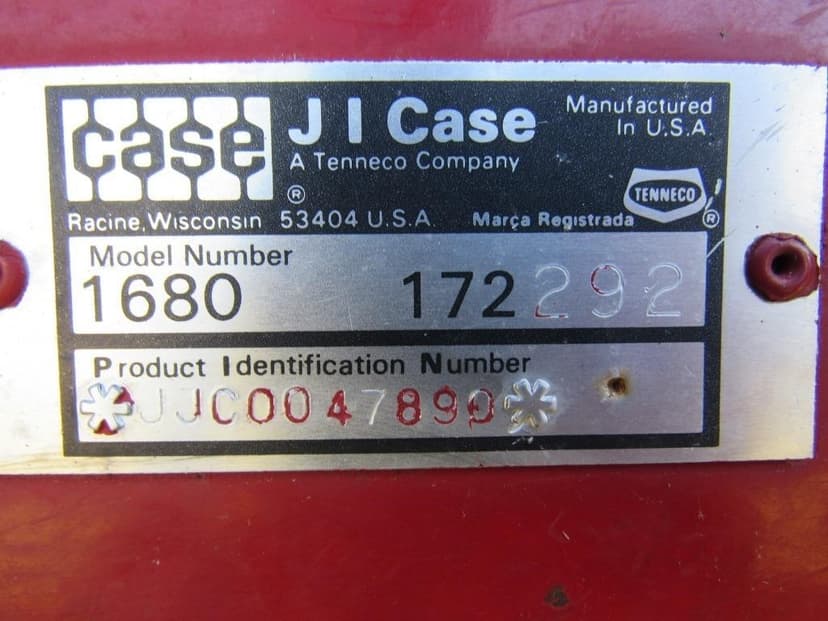 case ® J I Case
A Tenneco Company
Manufactured
In U.S.A.
TENNECO ®
Racine, Wisconsin 53404 U.S.A. Marça Registrada
Model Number
1680 172292
Product Identification Number
*JJC0047890*